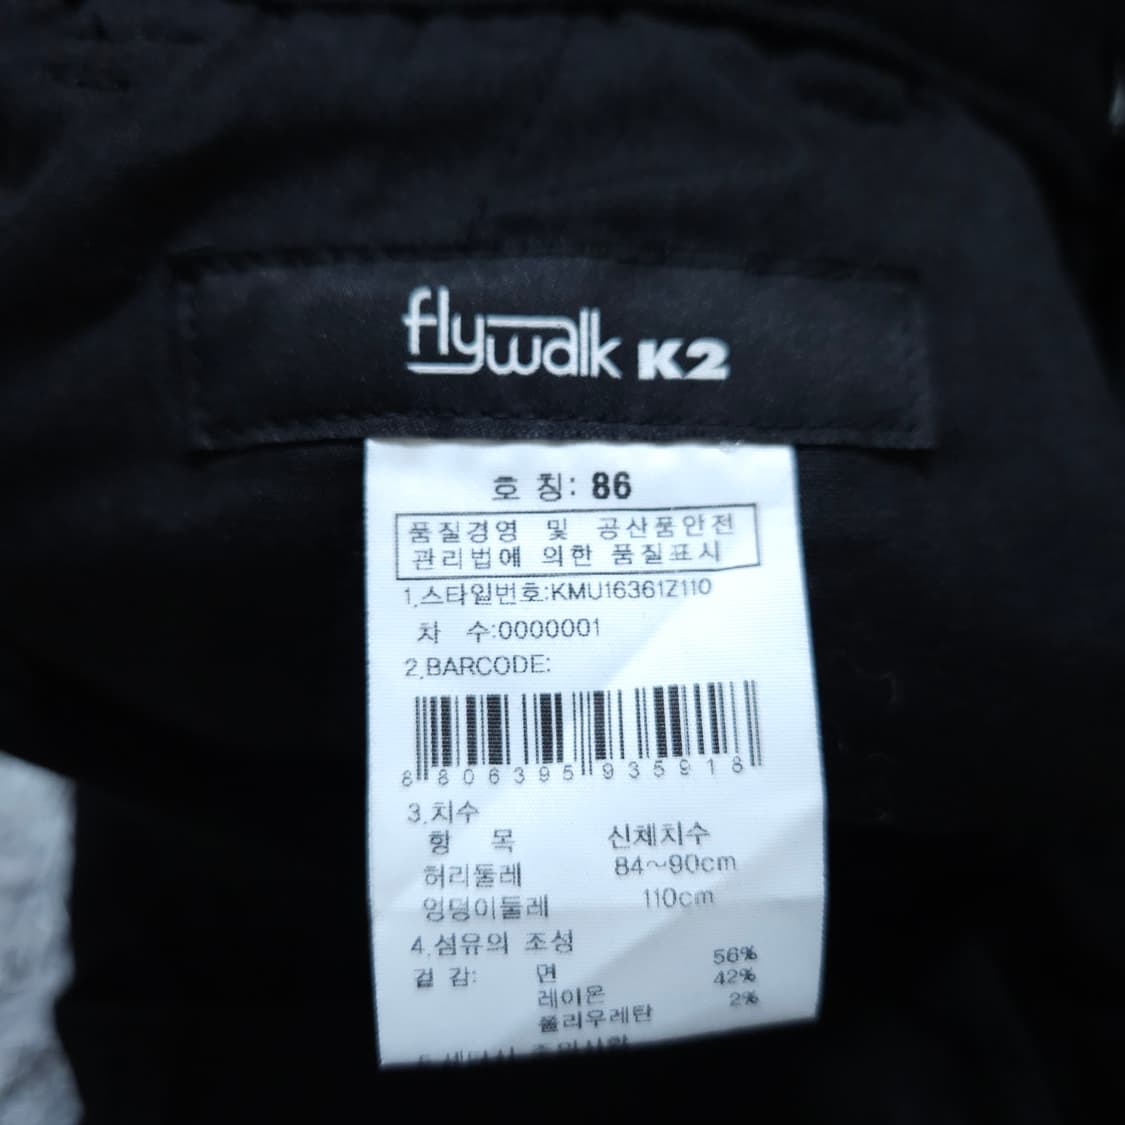 flywalk K2
호 칭: 86
품질경영 및 공산품안전
관리법에 의한 품질표시
1.스타일번호:KMU16361Z110
차 수:0000001
2.BARCODE:
8 806395 935918
3.치수
항 목 신체치수
허리둘레 84~90cm
엉덩이둘레 110cm
4.섬유의 조성
겉 감: 면 56%
레이온 42%
폴리우레탄 2%